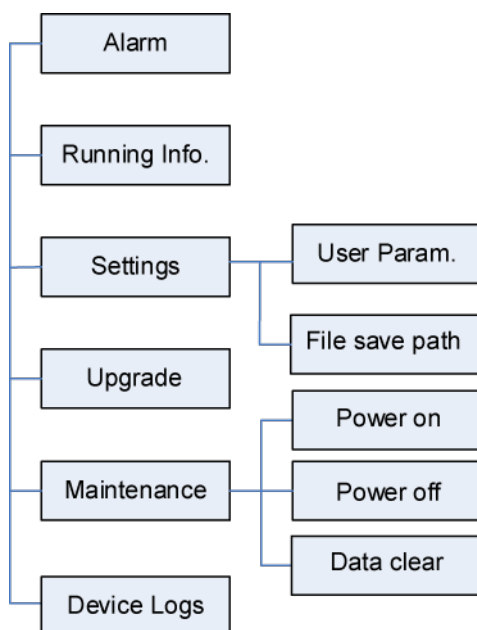 Alarm
Running Info.
Settings
User Param.
File save path
Upgrade
Maintenance
Power on
Power off
Data clear
Device Logs